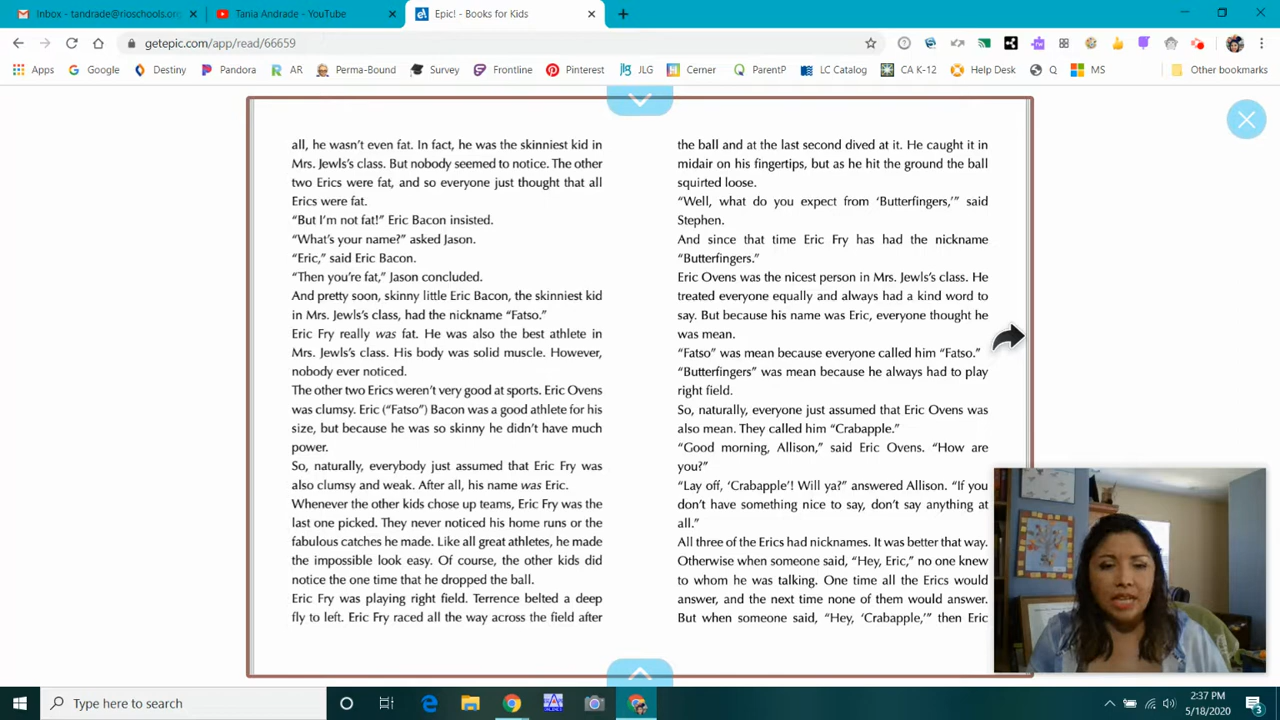 Inbox - tandrade@rioschools.org
Tania Andrade - YouTube
Epic! - Books for Kids
getepic.com/app/read/66659
Apps Google Destiny Pandora AR Perma-Bound Survey Frontline Pinterest JLG Cerner ParentP LC Catalog CA K-12 Help Desk Q MS Other bookmarks
all, he wasn't even fat. In fact, he was the skinniest kid in
Mrs. Jewls's class. But nobody seemed to notice. The other
two Erics were fat, and so everyone just thought that all
Erics were fat.
“But I'm not fat!” Eric Bacon insisted.
“What's your name?” asked Jason.
“Eric,” said Eric Bacon.
“Then you're fat,” Jason concluded.
And pretty soon, skinny little Eric Bacon, the skinniest kid
in Mrs. Jewls's class, had the nickname “Fatso.”
Eric Fry really was fat. He was also the best athlete in
Mrs. Jewls's class. His body was solid muscle. However,
nobody ever noticed.
The other two Erics weren't very good at sports. Eric Ovens
was clumsy. Eric (“Fatso”) Bacon was a good athlete for his
size, but because he was so skinny he didn't have much
power.
So, naturally, everybody just assumed that Eric Fry was
also clumsy and weak. After all, his name was Eric.
Whenever the other kids chose up teams, Eric Fry was the
last one picked. They never noticed his home runs or the
fabulous catches he made. Like all great athletes, he made
the impossible look easy. Of course, the other kids did
notice the one time that he dropped the ball.
Eric Fry was playing right field. Terrence belted a deep
fly to left. Eric Fry raced all the way across the field after
the ball and at the last second dived at it. He caught it in
midair on his fingertips, but as he hit the ground the ball
squirted loose.
“Well, what do you expect from ‘Butterfingers,’” said
Stephen.
And since that time Eric Fry has had the nickname
“Butterfingers.”
Eric Ovens was the nicest person in Mrs. Jewls's class. He
treated everyone equally and always had a kind word to
say. But because his name was Eric, everyone thought he
was mean.
“Fatso” was mean because everyone called him “Fatso.”
“Butterfingers” was mean because he always had to play
right field.
So, naturally, everyone just assumed that Eric Ovens was
also mean. They called him “Crabapple.”
“Good morning, Allison,” said Eric Ovens. “How are
you?”
“Lay off, ‘Crabapple’! Will ya?” answered Allison. “If you
don't have something nice to say, don't say anything at
all.”
All three of the Erics had nicknames. It was better that way.
Otherwise when someone said, “Hey, Eric,” no one knew
to whom he was talking. One time all the Erics would
answer, and the next time none of them would answer.
But when someone said, “Hey, ‘Crabapple,’” then Eric
Type here to search
2:37 PM
5/18/2020
3